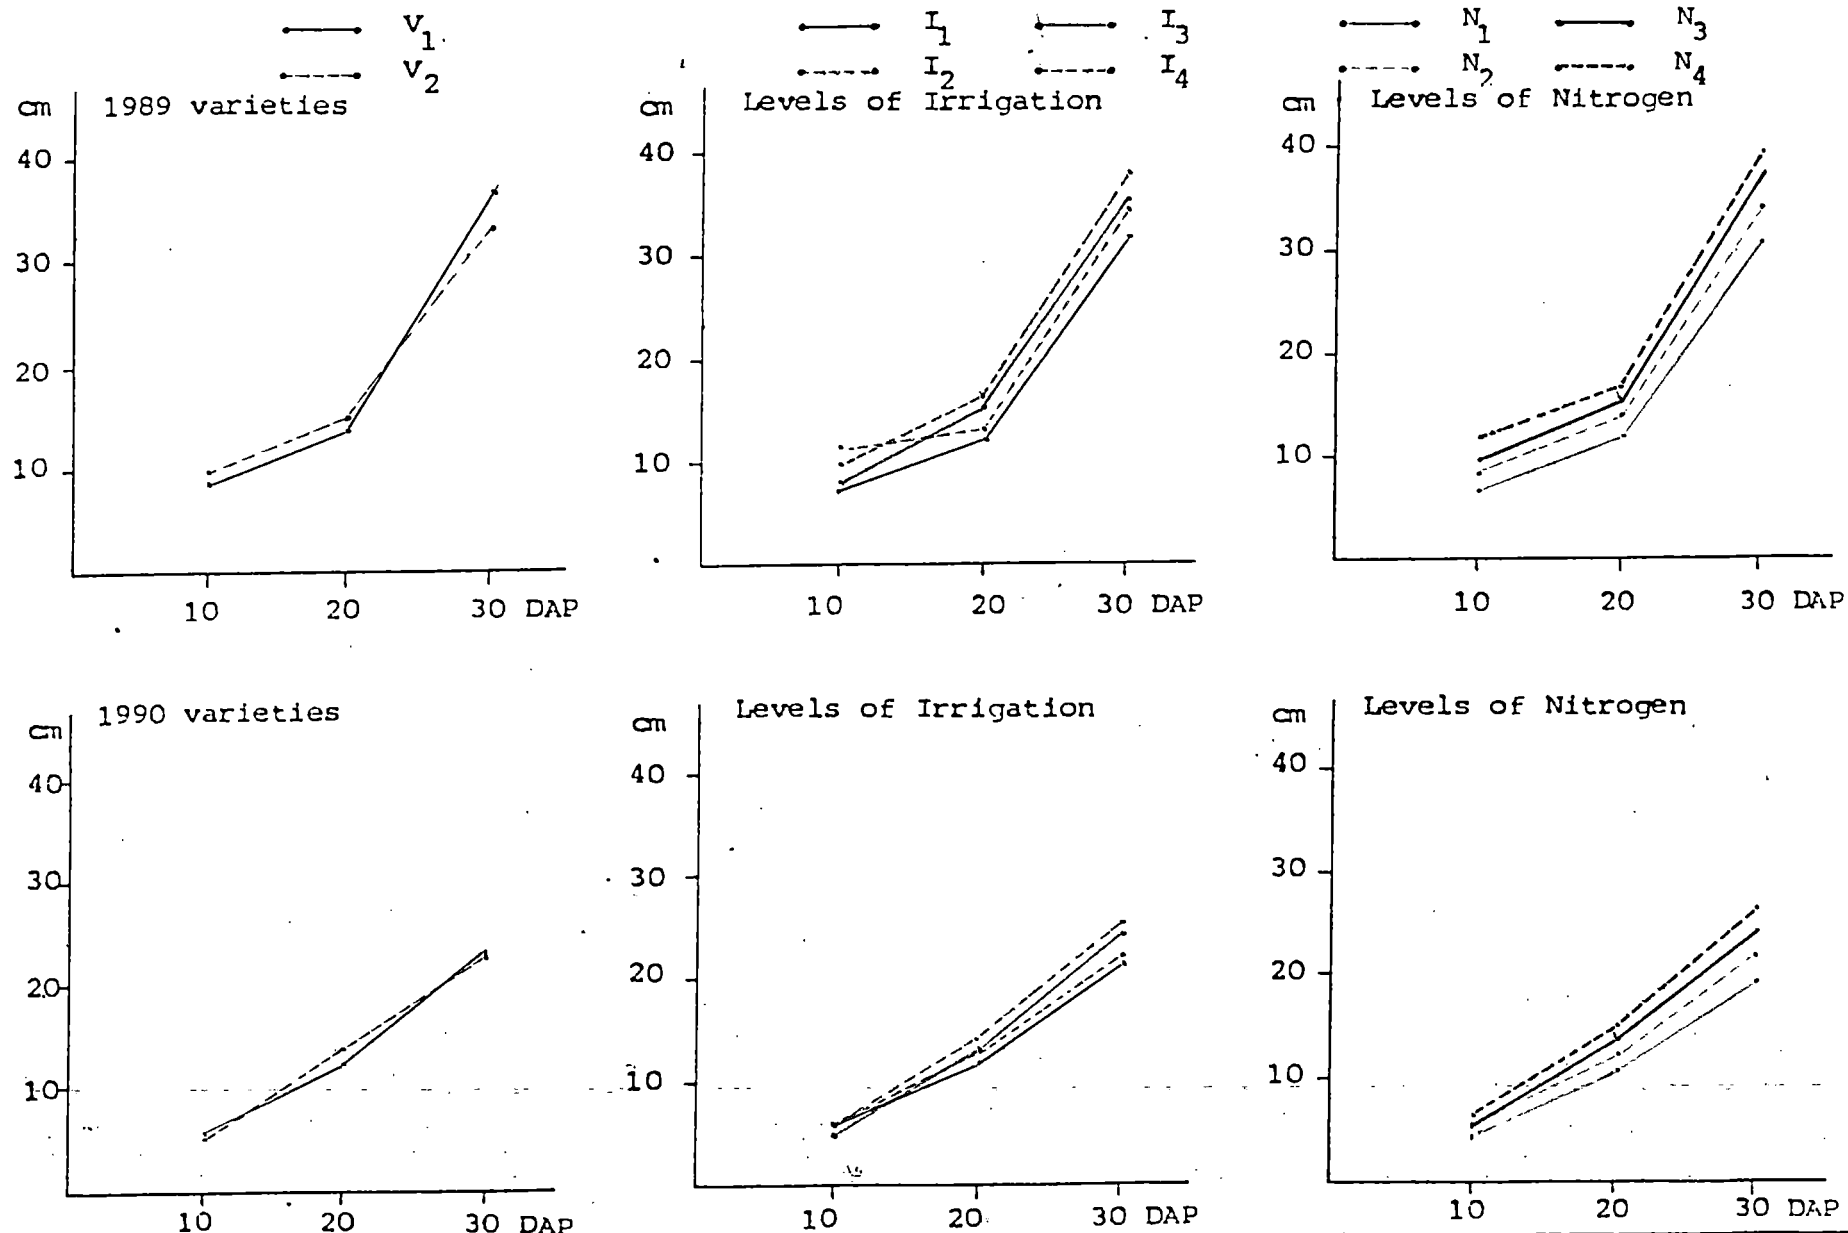 V1
V2
I1 I3
I2 I4
N1 N3
N2 N4
cm 1989 varieties
40
30
20
10
10 20 30 DAP
cm Levels of Irrigation
40
30
20
10
10 20 30 DAP
cm Levels of Nitrogen
40
30
20
10
10 20 30 DAP
cm 1990 varieties
40
30
20
10
10 20 30 DAP
cm Levels of Irrigation
40
30
20
10
10 20 30 DAP
cm Levels of Nitrogen
40
30
20
10
10 20 30 DAP